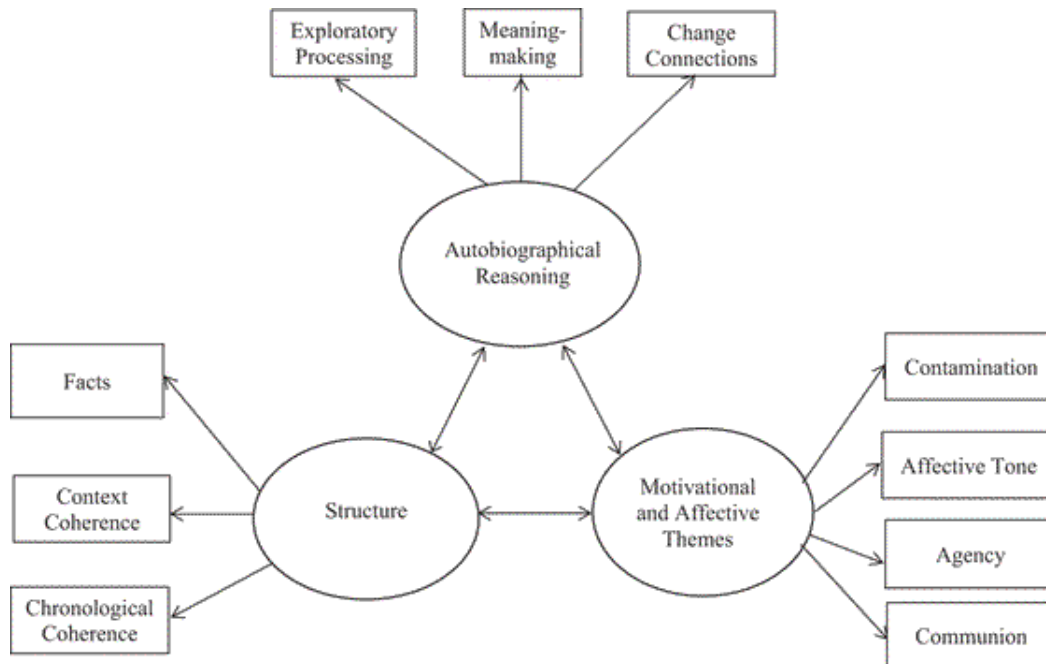 Exploratory
Processing
Meaning-
making
Change
Connections
Autobiographical
Reasoning
Facts
Context
Coherence
Chronological
Coherence
Structure
Motivational
and Affective
Themes
Contamination
Affective Tone
Agency
Communion